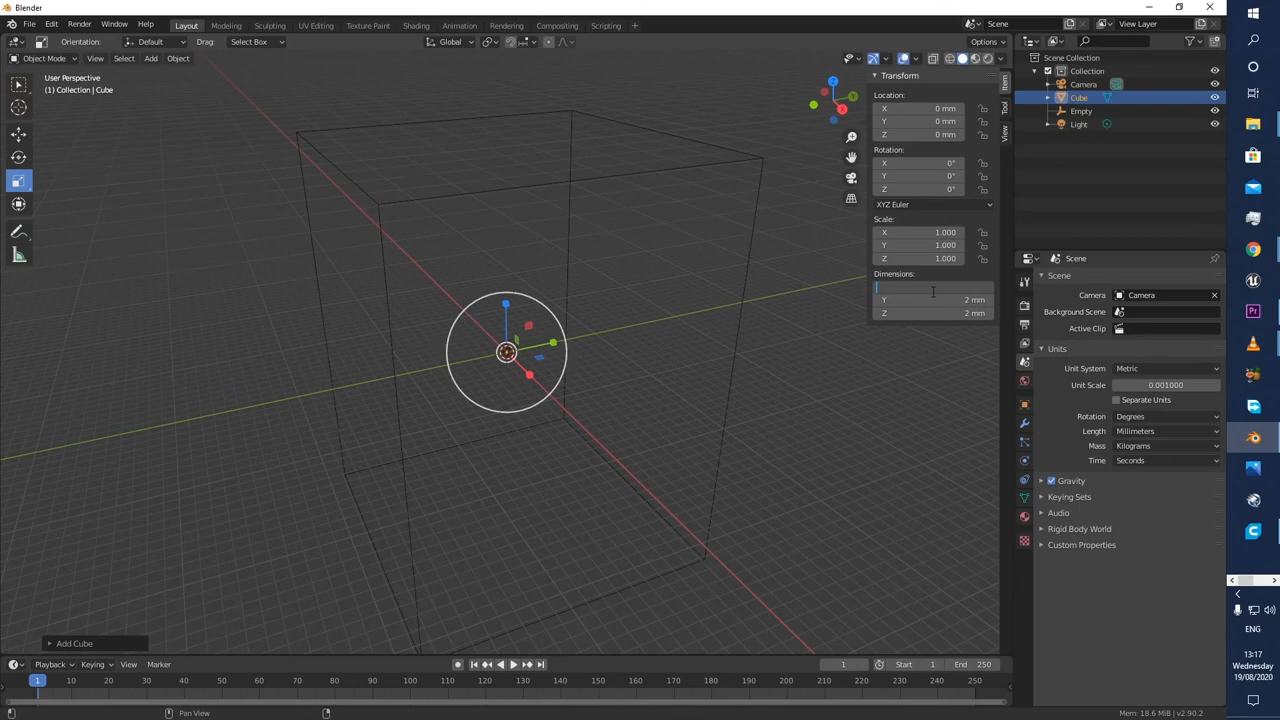 Blender
File Edit Render Window Help Layout Modeling Sculpting UV Editing Texture Paint Shading Animation Rendering Compositing Scripting + Scene View Layer
Orientation: Default Drag: Select Box Global Options
Object Mode View Select Add Object
User Perspective
(1) Collection | Cube
Transform
Location:
X 0 mm
Y 0 mm
Z 0 mm
Rotation:
X 0°
Y 0°
Z 0°
XYZ Euler
Scale:
X 1.000
Y 1.000
Z 1.000
Dimensions:
Y 2 mm
Z 2 mm
Item
Tool
View
X
Y
Z
Scene Collection
Collection
Camera
Cube
Empty
Light
Scene
Scene
Camera Camera
Background Scene
Active Clip
Units
Unit System Metric
Unit Scale 0.001000
Separate Units
Rotation Degrees
Length Millimeters
Mass Kilograms
Time Seconds
Gravity
Keying Sets
Audio
Rigid Body World
Custom Properties
Add Cube
Playback Keying View Marker 1 Start 1 End 250
1 10 20 30 40 50 60 70 80 90 100 110 120 130 140 150 160 170 180 190 200 210 220 230 240 250
Pan View Mem: 18.6 MiB | v2.90.2
ENG
13:17
Wednesday
19/08/2020